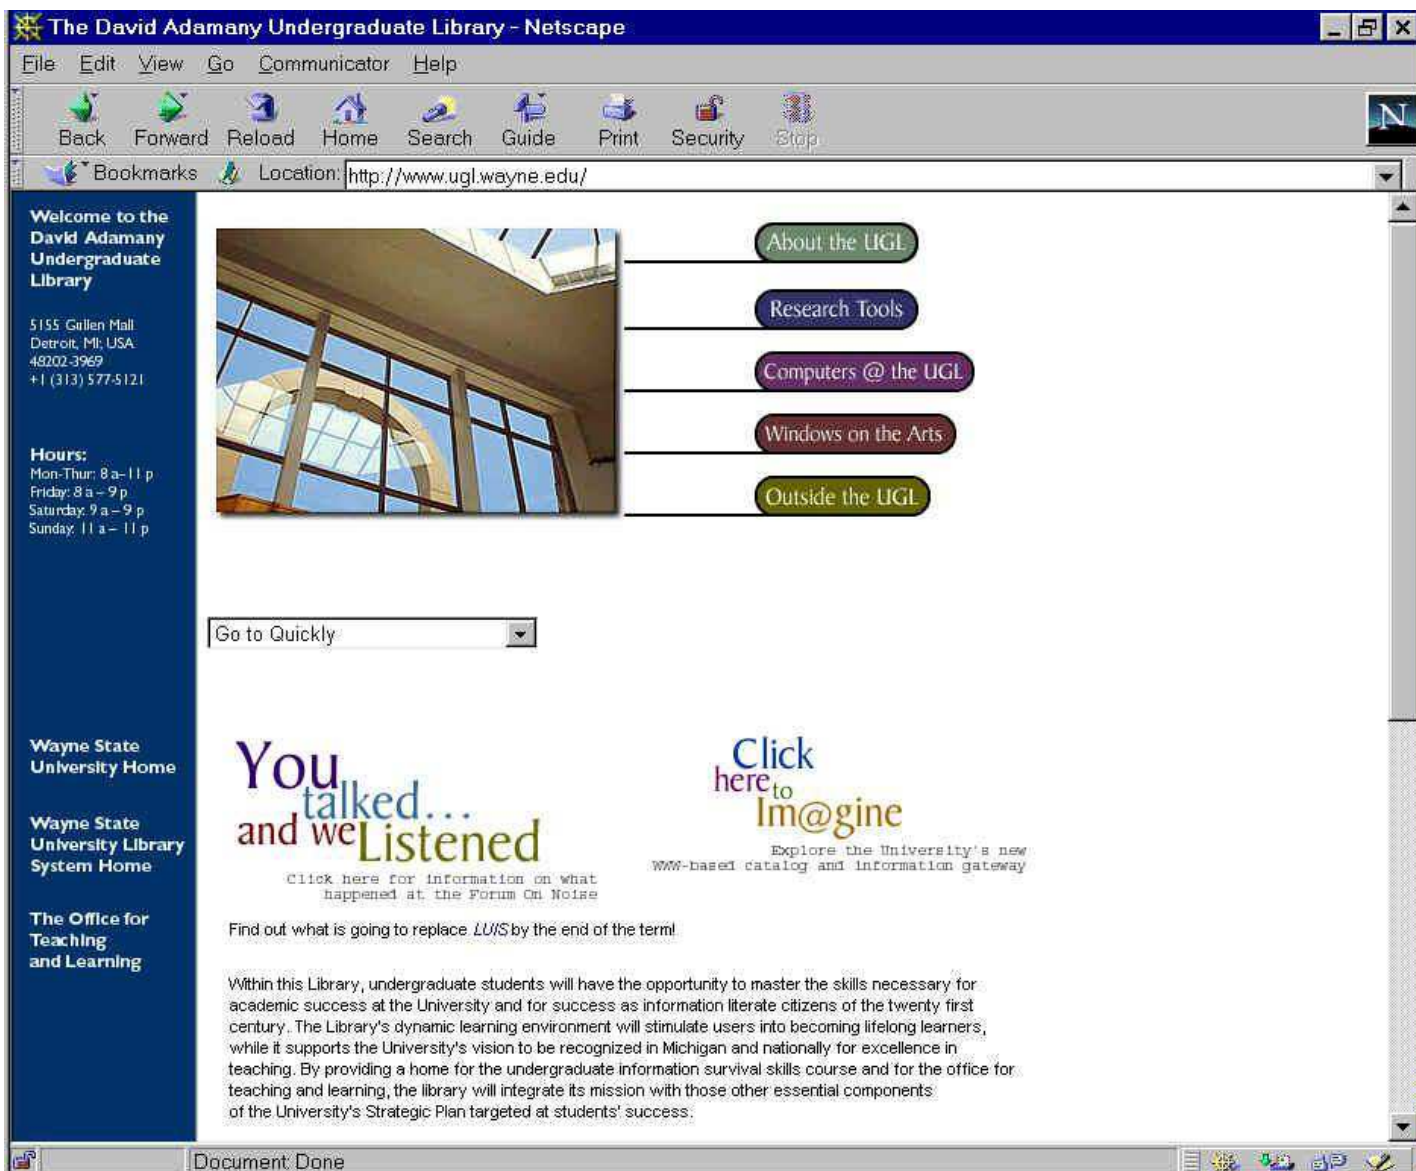 The David Adamany Undergraduate Library - Netscape
File Edit View Go Communicator Help
Back Forward Reload Home Search Guide Print Security Stop
N
Bookmarks Location: http://www.ugl.wayne.edu/
Welcome to the
David Adamany
Undergraduate
Library
5155 Gullen Mall
Detroit, MI; USA
48202-3969
+1 (313) 577-5121
Hours:
Mon-Thur: 8 a–11 p
Friday: 8 a – 9 p
Saturday: 9 a – 9 p
Sunday: 11 a – 11 p
Wayne State
University Home
Wayne State
University Library
System Home
The Office for
Teaching
and Learning
About the UGL
Research Tools
Computers @ the UGL
Windows on the Arts
Outside the UGL
Go to Quickly
You
talked...
and we Listened
Click here for information on what
happened at the Forum On Noise
Click
here to
Im@gine
Explore the University's new
WWW-based catalog and information gateway
Find out what is going to replace LUIS by the end of the term!
Within this Library, undergraduate students will have the opportunity to master the skills necessary for
academic success at the University and for success as information literate citizens of the twenty first
century. The Library's dynamic learning environment will stimulate users into becoming lifelong learners,
while it supports the University's vision to be recognized in Michigan and nationally for excellence in
teaching. By providing a home for the undergraduate information survival skills course and for the office for
teaching and learning, the library will integrate its mission with those other essential components
of the University's Strategic Plan targeted at students' success.
Document: Done